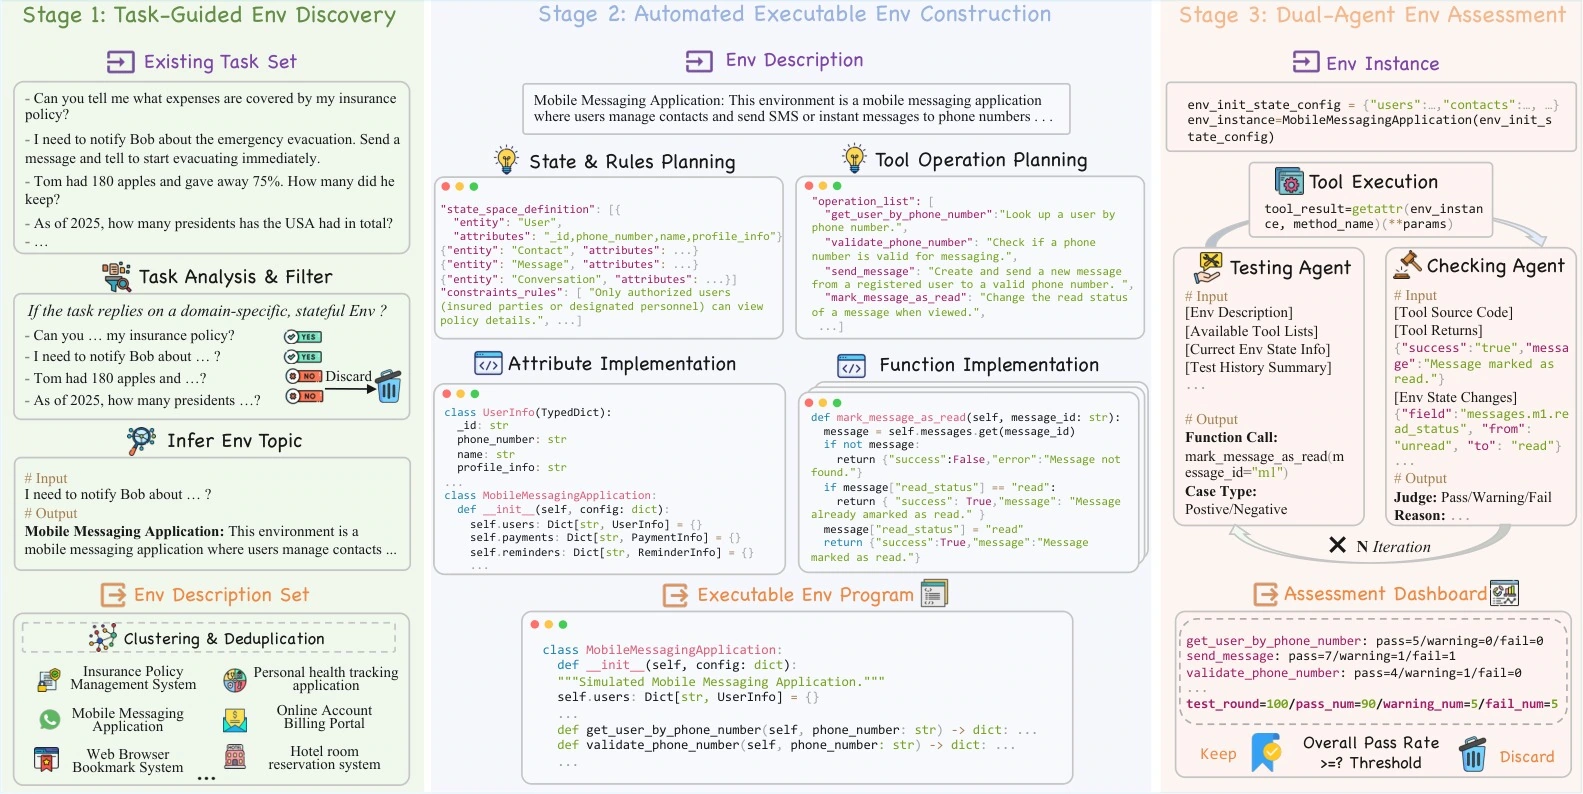 Stage 1: Task-Guided Env Discovery
Existing Task Set
- Can you tell me what expenses are covered by my insurance
policy?
- I need to notify Bob about the emergency evacuation. Send a
message and tell to start evacuating immediately.
- Tom had 180 apples and gave away 75%. How many did he
keep?
- As of 2025, how many presidents has the USA had in total?
- ...
Task Analysis & Filter
If the task replies on a domain-specific, stateful Env ?
- Can you … my insurance policy?
YES
- I need to notify Bob about … ?
YES
- Tom had 180 apples and …?
NO
Discard
- As of 2025, how many presidents …?
NO
Infer Env Topic
# Input
I need to notify Bob about … ?
# Output
Mobile Messaging Application: This environment is a
mobile messaging application where users manage contacts ...
Env Description Set
Clustering & Deduplication
Insurance Policy
Management System
Personal health tracking
application
Mobile Messaging
Application
Online Account
Billing Portal
Web Browser
Bookmark System
Hotel room
reservation system
...
Stage 2: Automated Executable Env Construction
Env Description
Mobile Messaging Application: This environment is a mobile messaging application
where users manage contacts and send SMS or instant messages to phone numbers . . .
State & Rules Planning
"state_space_definition": [{
"entity": "User",
"attributes": "_id,phone_number,name,profile_info"}
{"entity": "Contact", "attributes": ...}
{"entity": "Message", "attributes": ...}
{"entity": "Conversation", "attributes": ...}]
"constraints_rules": [ "Only authorized users
(insured parties or designated personnel) can view
policy details.", ...]
Tool Operation Planning
"operation_list": [
"get_user_by_phone_number":"Look up a user by
phone number.",
"validate_phone_number": "Check if a phone
number is valid for messaging.",
"send_message": "Create and send a new message
from a registered user to a valid phone number. ",
"mark_message_as_read": "Change the read status
of a message when viewed.",
...]
Attribute Implementation
class UserInfo(TypedDict):
_id: str
phone_number: str
name: str
profile_info: str
...
class MobileMessagingApplication:
def __init__(self, config: dict):
self.users: Dict[str, UserInfo] = {}
self.payments: Dict[str, PaymentInfo] = {}
self.reminders: Dict[str, ReminderInfo] = {}
...
Function Implementation
def mark_message_as_read(self, message_id: str):
message = self.messages.get(message_id)
if not message:
return {"success":False,"error":"Message not
found."}
if message["read_status"] == "read":
return { "success": True,"message": "Message
already amarked as read." }
message["read_status"] = "read"
return {"success":True,"message":"Message
marked as read."}
Executable Env Program
class MobileMessagingApplication:
def __init__(self, config: dict):
"""Simulated Mobile Messaging Application."""
self.users: Dict[str, UserInfo] = {}
...
def get_user_by_phone_number(self, phone_number: str) -> dict: ...
def validate_phone_number(self, phone_number: str) -> dict: ...
...
Stage 3: Dual-Agent Env Assessment
Env Instance
env_init_state_config = {"users":…,"contacts":…, …}
env_instance=MobileMessagingApplication(env_init_s
tate_config)
Tool Execution
tool_result=getattr(env_instan
ce, method_name)(**params)
Testing Agent
# Input
[Env Description]
[Available Tool Lists]
[Currect Env State Info]
[Test History Summary]
...
# Output
Function Call:
mark_message_as_read(m
essage_id="m1")
Case Type:
Postive/Negative
Checking Agent
# Input
[Tool Source Code]
[Tool Returns]
{"success":"true","messa
ge":"Message marked as
read."}
[Env State Changes]
{"field":"messages.m1.re
ad_status", "from":
"unread", "to": "read"}
...
# Output
Judge: Pass/Warning/Fail
Reason: ...
N Iteration
Assessment Dashboard
get_user_by_phone_number: pass=5/warning=0/fail=0
send_message: pass=7/warning=1/fail=1
validate_phone_number: pass=4/warning=1/fail=0
...
test_round=100/pass_num=90/warning_num=5/fail_num=5
Keep
Overall Pass Rate
>=? Threshold
Discard